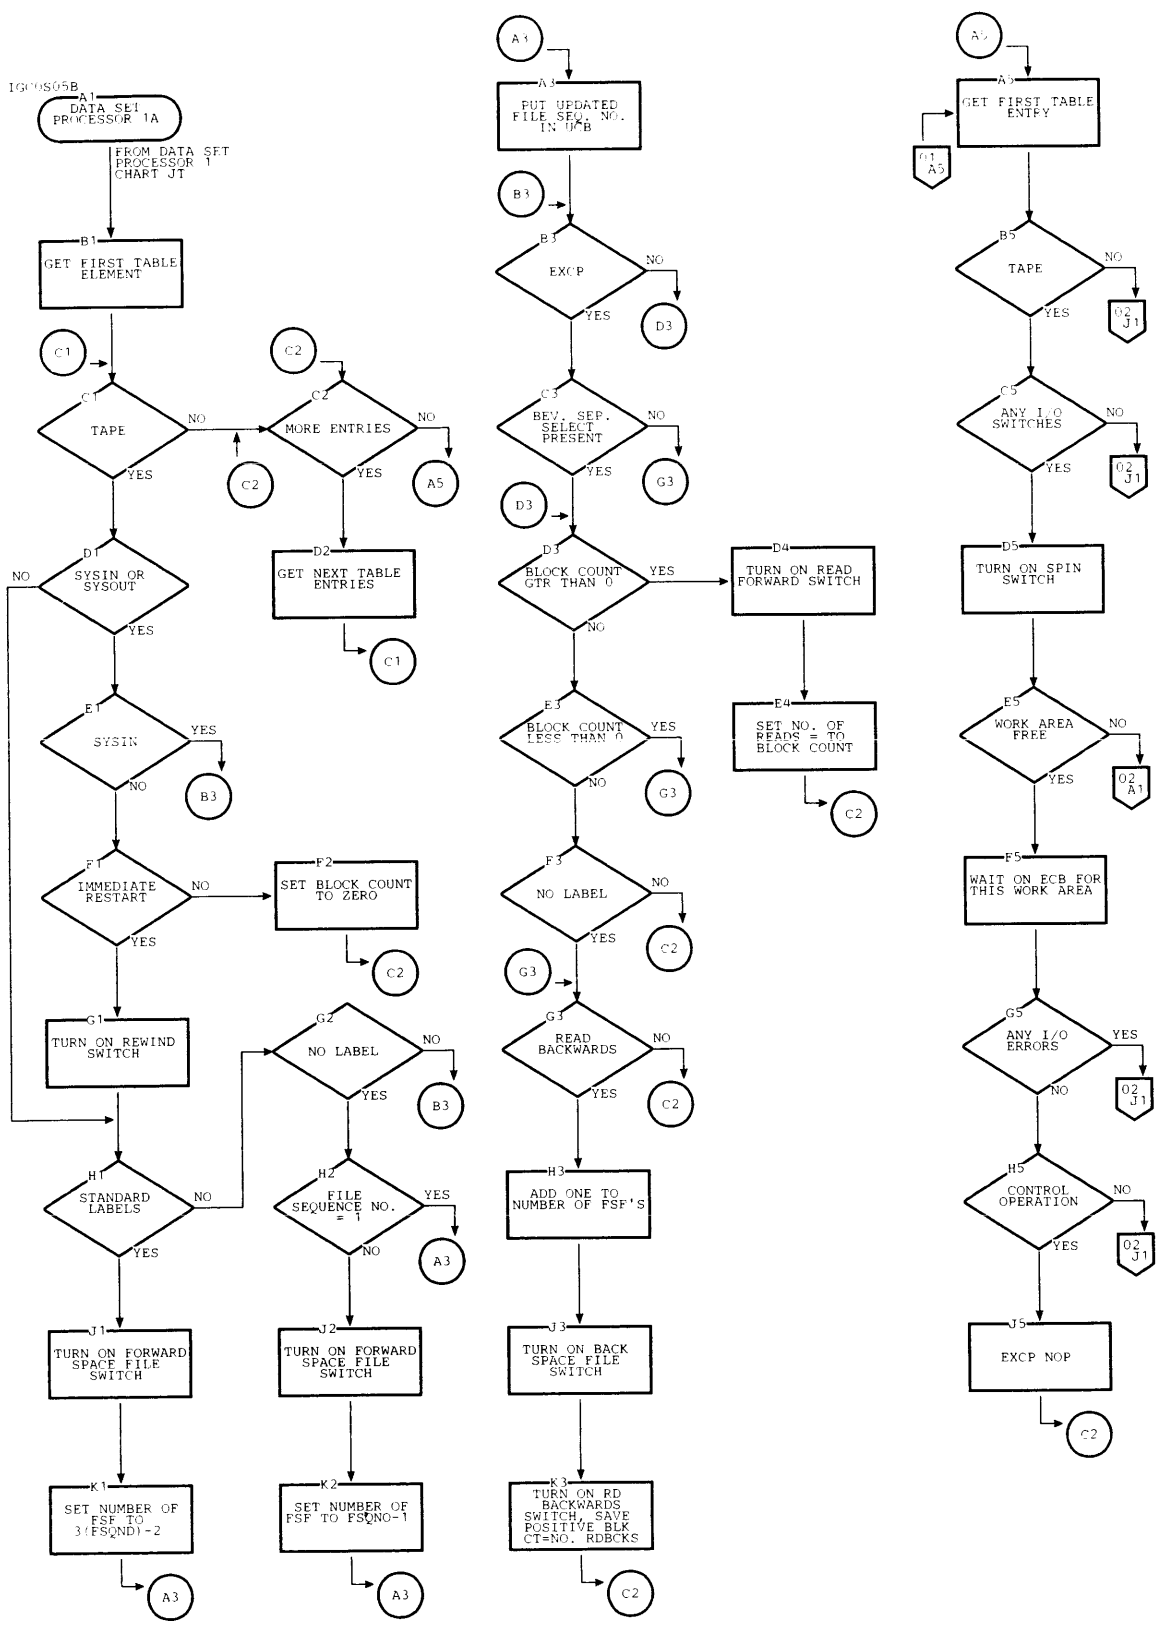 IGC0S05B
A1
DATA SET
PROCESSOR 1A
FROM DATA SET
PROCESSOR 1
CHART JT
B1
GET FIRST TABLE
ELEMENT
C1
C1
TAPE
NO
YES
C2
C2
C2
MORE ENTRIES
NO
A5
YES
D2
GET NEXT TABLE
ENTRIES
C1
D1
SYSIN OR
SYSOUT
NO
YES
E1
SYSIN
YES
B3
NO
F1
IMMEDIATE
RESTART
NO
YES
F2
SET BLOCK COUNT
TO ZERO
C2
G1
TURN ON REWIND
SWITCH
H1
STANDARD
LABELS
NO
YES
J1
TURN ON FORWARD
SPACE FILE
SWITCH
K1
SET NUMBER OF
FSF TO
3(FSQND)-2
A3
G2
NO LABEL
NO
B3
YES
H2
FILE
SEQUENCE NO.
= 1
YES
A3
NO
J2
TURN ON FORWARD
SPACE FILE
SWITCH
K2
SET NUMBER OF
FSF TO FSQNO-1
A3
A3
A3
PUT UPDATED
FILE SEQ. NO.
IN UCB
B3
B3
EXCP
NO
D3
YES
C3
BEV. SEP.
SELECT
PRESENT
NO
G3
YES
D3
D3
BLOCK COUNT
GTR THAN 0
YES
NO
D4
TURN ON READ
FORWARD SWITCH
E4
SET NO. OF
READS = TO
BLOCK COUNT
C2
E3
BLOCK COUNT
LESS THAN 0
YES
G3
NO
F3
NO LABEL
NO
C2
YES
G3
G3
READ
BACKWARDS
NO
C2
YES
H3
ADD ONE TO
NUMBER OF FSF'S
J3
TURN ON BACK
SPACE FILE
SWITCH
K3
TURN ON RD
BACKWARDS
SWITCH, SAVE
POSITIVE BLK
CT=NO. RDBCKS
C2
A5
A5
GET FIRST TABLE
ENTRY
01
A5
B5
TAPE
NO
02
J1
YES
C5
ANY I/O
SWITCHES
NO
02
J1
YES
D5
TURN ON SPIN
SWITCH
E5
WORK AREA
FREE
NO
02
A1
YES
F5
WAIT ON ECB FOR
THIS WORK AREA
G5
ANY I/O
ERRORS
YES
02
J1
NO
H5
CONTROL
OPERATION
NO
02
J1
YES
J5
EXCP NOP
C2